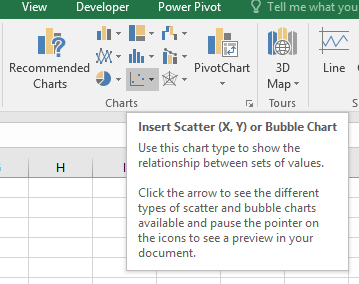 View Developer Power Pivot Tell me what you
Recommended
Charts
PivotChart
3D
Map
Line
Charts
Tours
Insert Scatter (X, Y) or Bubble Chart
Use this chart type to show the
relationship between sets of values.
Click the arrow to see the different
types of scatter and bubble charts
available and pause the pointer on
the icons to see a preview in your
document.
H